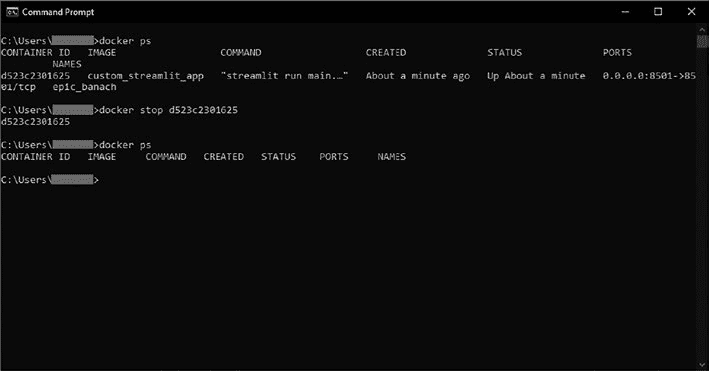 Command Prompt
C:\Users\ >docker ps
CONTAINER ID IMAGE COMMAND CREATED STATUS PORTS
NAMES
d523c2301625 custom_streamlit_app "streamlit run main.…" About a minute ago Up About a minute 0.0.0.0:8501->85
01/tcp epic_banach
C:\Users\ >docker stop d523c2301625
d523c2301625
C:\Users\ >docker ps
CONTAINER ID IMAGE COMMAND CREATED STATUS PORTS NAMES
C:\Users\ >